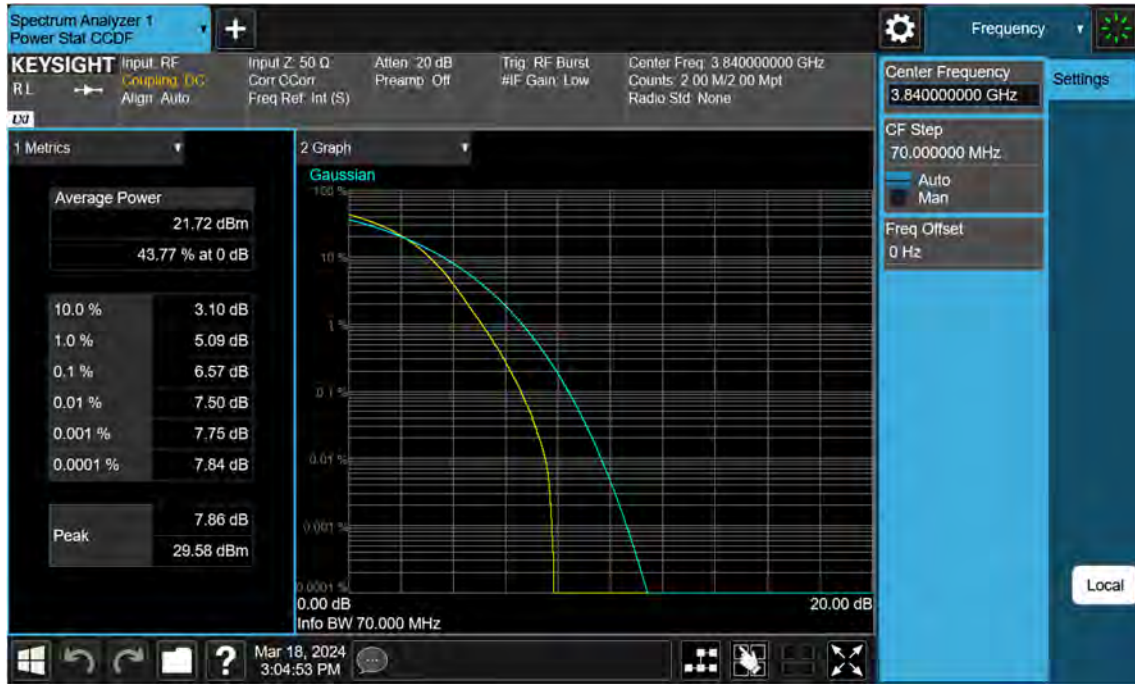 Spectrum Analyzer 1
Power Stat CCDF
+
Frequency
KEYSIGHT
RL
LXI
Input: RF
Coupling: DC
Align: Auto
Input Z: 50 Ω
Corr CCorr
Freq Ref: Int (S)
Atten: 20 dB
Preamp: Off
Trig: RF Burst
#IF Gain: Low
Center Freq: 3.840000000 GHz
Counts: 2.00 M/2.00 Mpt
Radio Std: None
Center Frequency
3.840000000 GHz
Settings
CF Step
70.000000 MHz
Auto
Man
Freq Offset
0 Hz
1 Metrics
Average Power
21.72 dBm
43.77 % at 0 dB
10.0 % 3.10 dB
1.0 % 5.09 dB
0.1 % 6.57 dB
0.01 % 7.50 dB
0.001 % 7.75 dB
0.0001 % 7.84 dB
Peak
7.86 dB
29.58 dBm
2 Graph
Gaussian
100 %
10 %
1 %
0.1 %
0.01 %
0.001 %
0.0001 %
0.00 dB 20.00 dB
Info BW 70.000 MHz
Local
?
Mar 18, 2024
3:04:53 PM